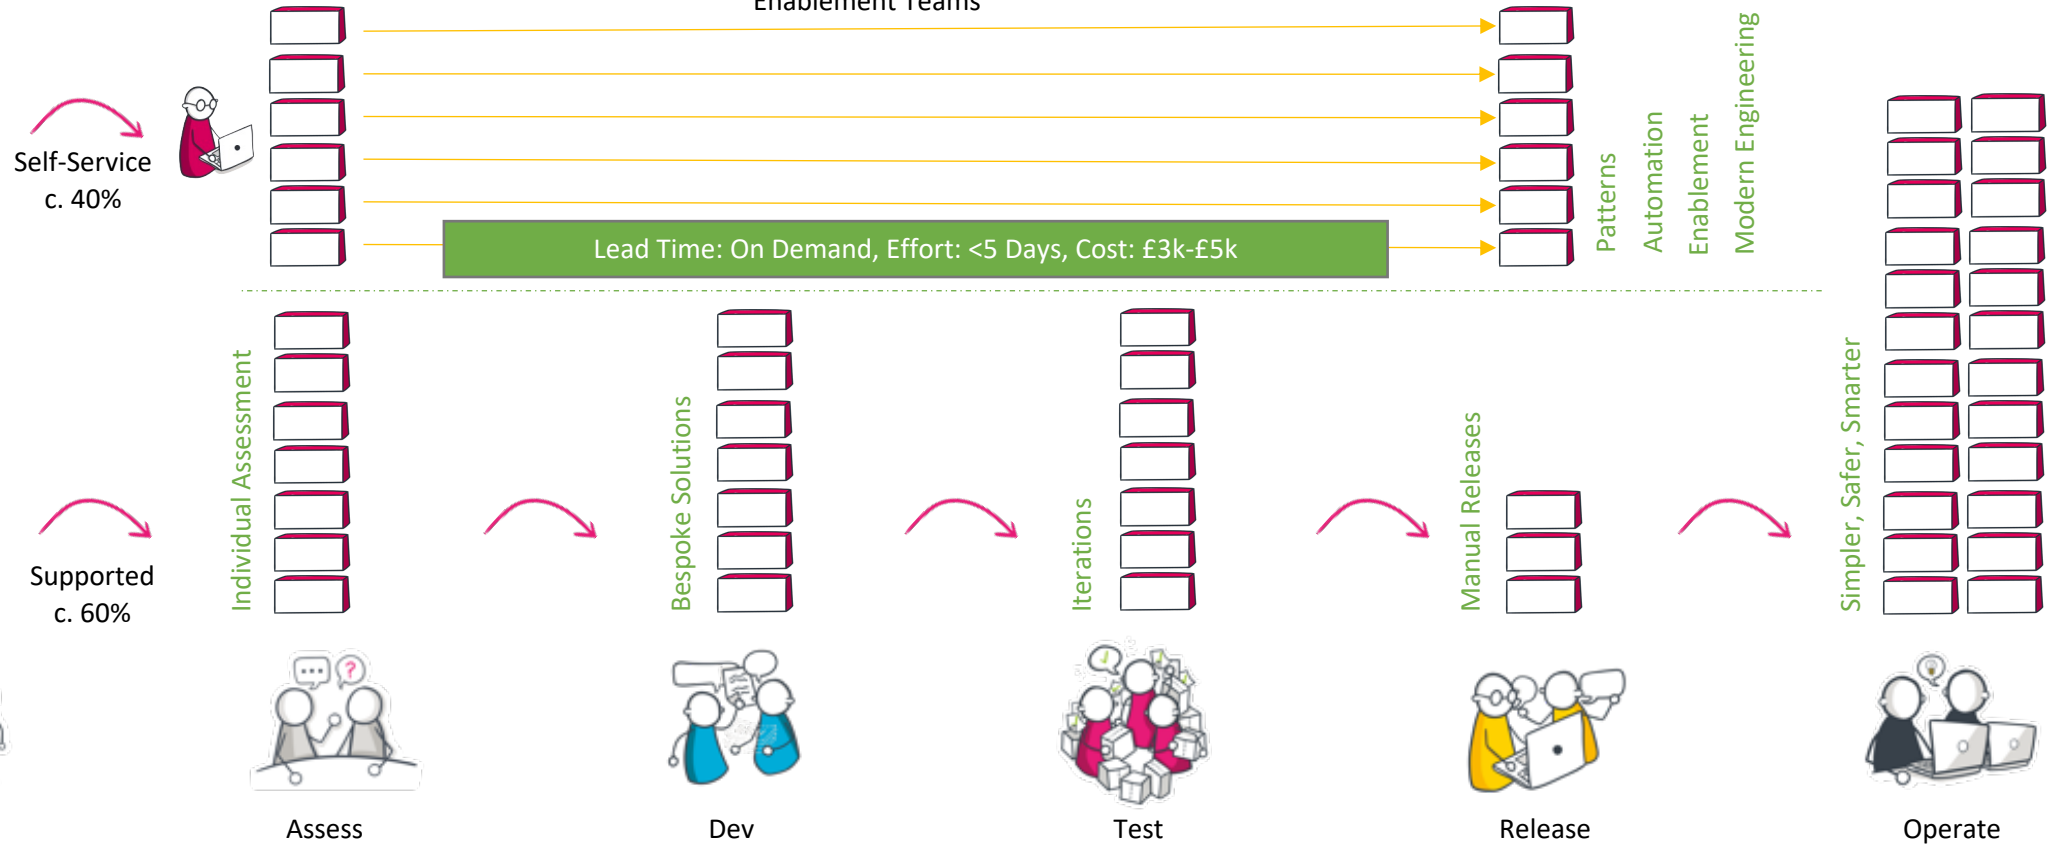 Enablement Teams
Self-Service
c. 40%
Lead Time: On Demand, Effort: <5 Days, Cost: £3k-£5k
Patterns
Automation
Enablement
Modern Engineering
Supported
c. 60%
Individual Assessment
Bespoke Solutions
Iterations
Manual Releases
Simpler, Safer, Smarter
...
?
Assess
Dev
Test
Release
Operate